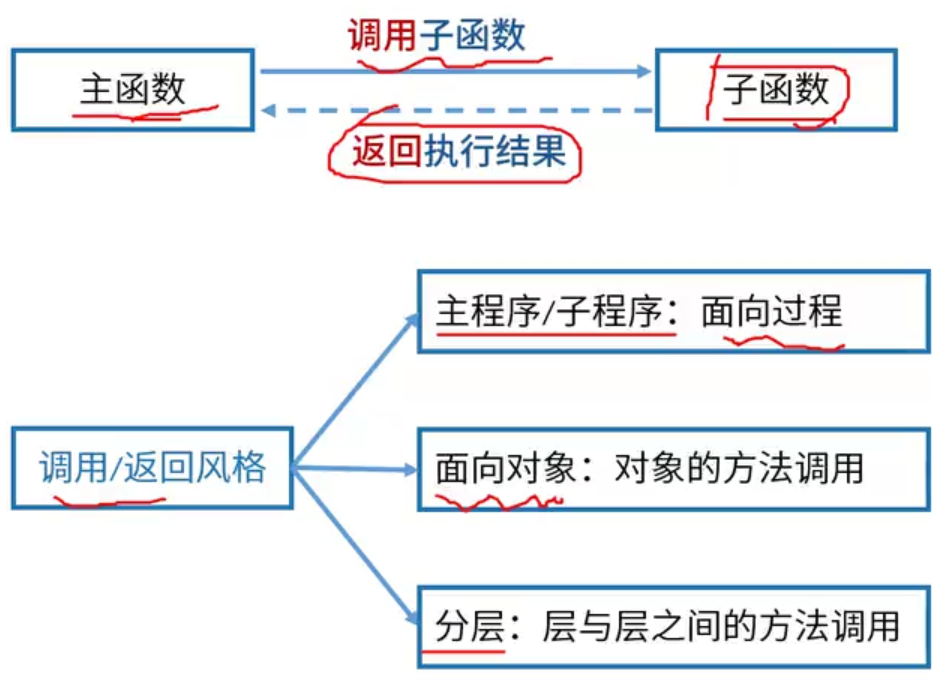 调用子函数
主函数
子函数
返回执行结果
主程序/子程序：面向过程
调用/返回风格
面向对象：对象的方法调用
分层：层与层之间的方法调用